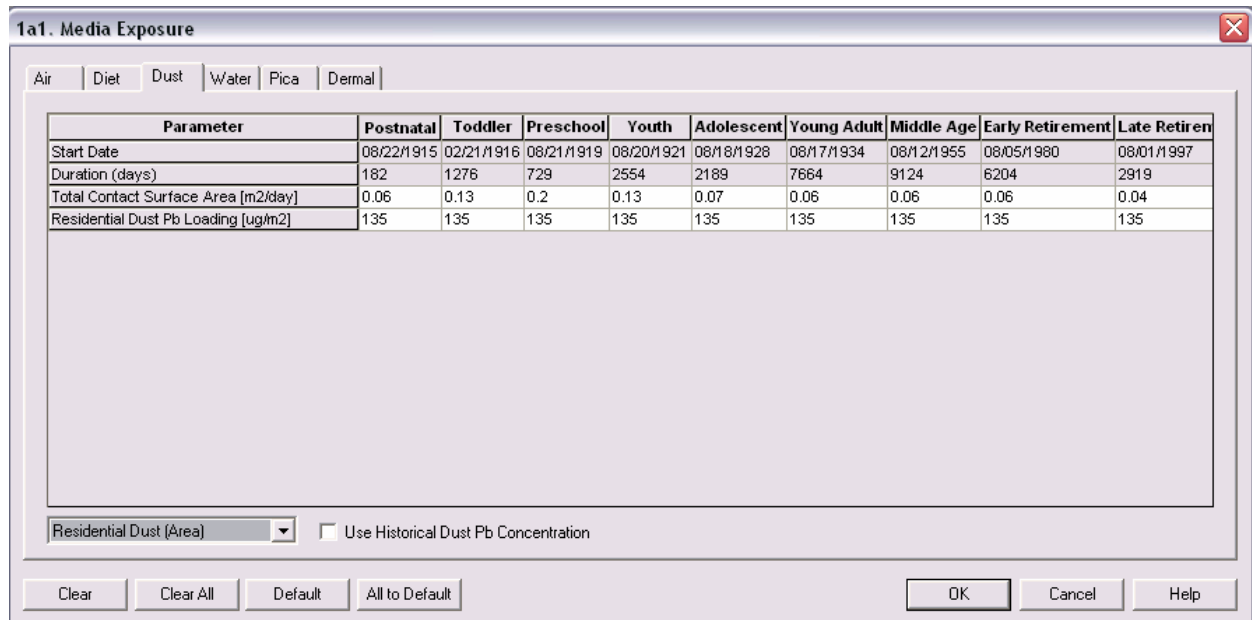 1a1. Media Exposure
Air Diet Dust Water Pica Dermal
Parameter Postnatal Toddler Preschool Youth Adolescent Young Adult Middle Age Early Retirement Late Retiren
Start Date 08/22/1915 02/21/1916 08/21/1919 08/20/1921 08/18/1928 08/17/1934 08/12/1955 08/05/1980 08/01/1997
Duration (days) 182 1276 729 2554 2189 7664 9124 6204 2919
Total Contact Surface Area [m2/day] 0.06 0.13 0.2 0.13 0.07 0.06 0.06 0.06 0.04
Residential Dust Pb Loading [ug/m2] 135 135 135 135 135 135 135 135 135
Residential Dust (Area) Use Historical Dust Pb Concentration
Clear Clear All Default All to Default OK Cancel Help